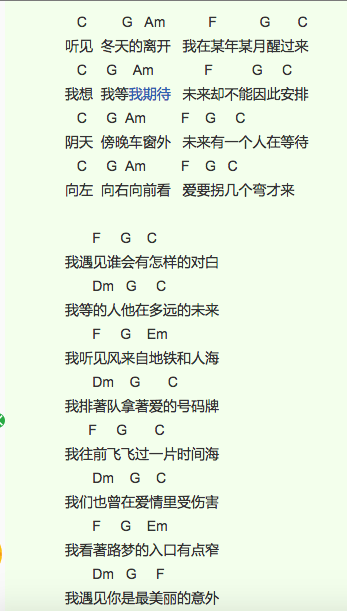 C G Am F G C
听见 冬天的离开 我在某年某月醒过来
C G Am F G C
我想 我等我期待 未来却不能因此安排
C G Am F G C
阴天 傍晚车窗外 未来有一个人在等待
C G Am F G C
向左 向右向前看 爱要拐几个弯才来
F G C
我遇见谁会有怎样的对白
Dm G C
我等的人他在多远的未来
F G Em
我听见风来自地铁和人海
Dm G C
我排著队拿著爱的号码牌
F G C
我往前飞飞过一片时间海
Dm G C
我们也曾在爱情里受伤害
F G Em
我看著路梦的入口有点窄
Dm G F
我遇见你是最美丽的意外